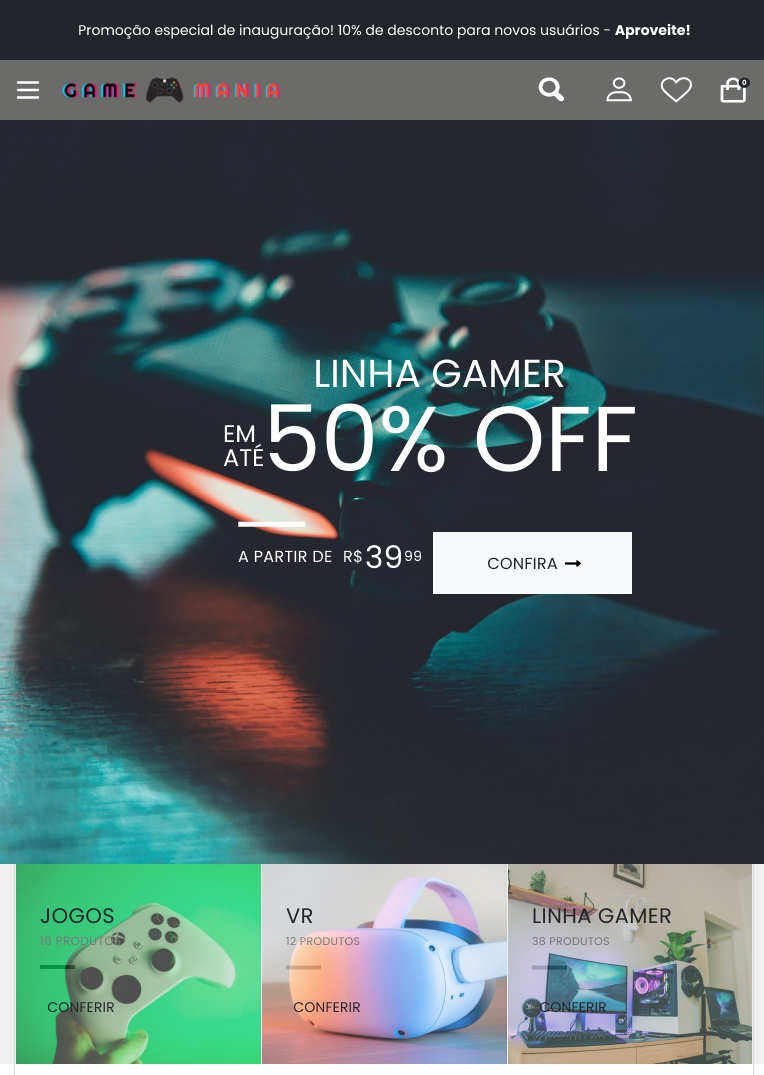 Promoção especial de inauguração! 10% de desconto para novos usuários - Aproveite!
GAME MANIA
0
LINHA GAMER
EM ATÉ 50% OFF
A PARTIR DE R$ 39 99
CONFIRA
JOGOS
16 PRODUTOS
CONFERIR
VR
12 PRODUTOS
CONFERIR
LINHA GAMER
38 PRODUTOS
CONFERIR